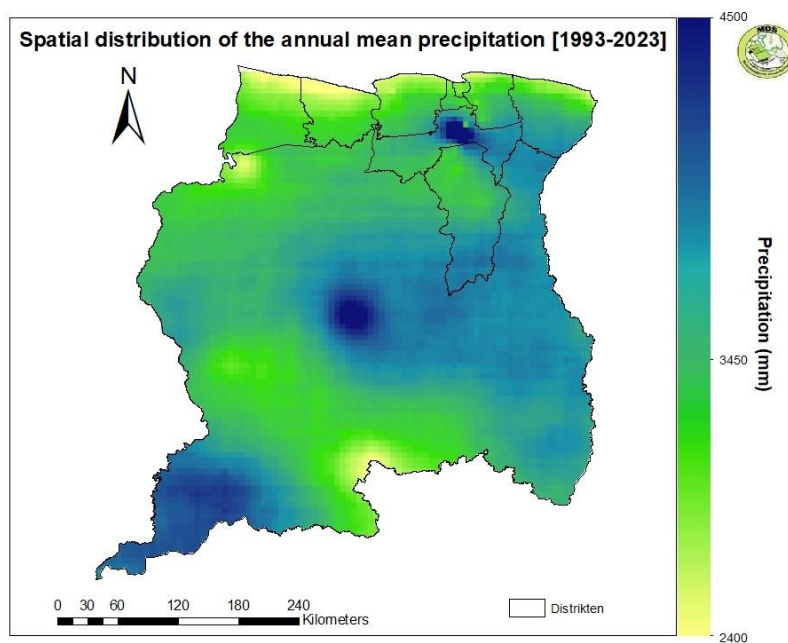 Spatial distribution of the annual mean precipitation [1993-2023]
N
4500
MDS
Precipitation (mm)
3450
2400
0 30 60 120 180 240
Kilometers
Distrikten